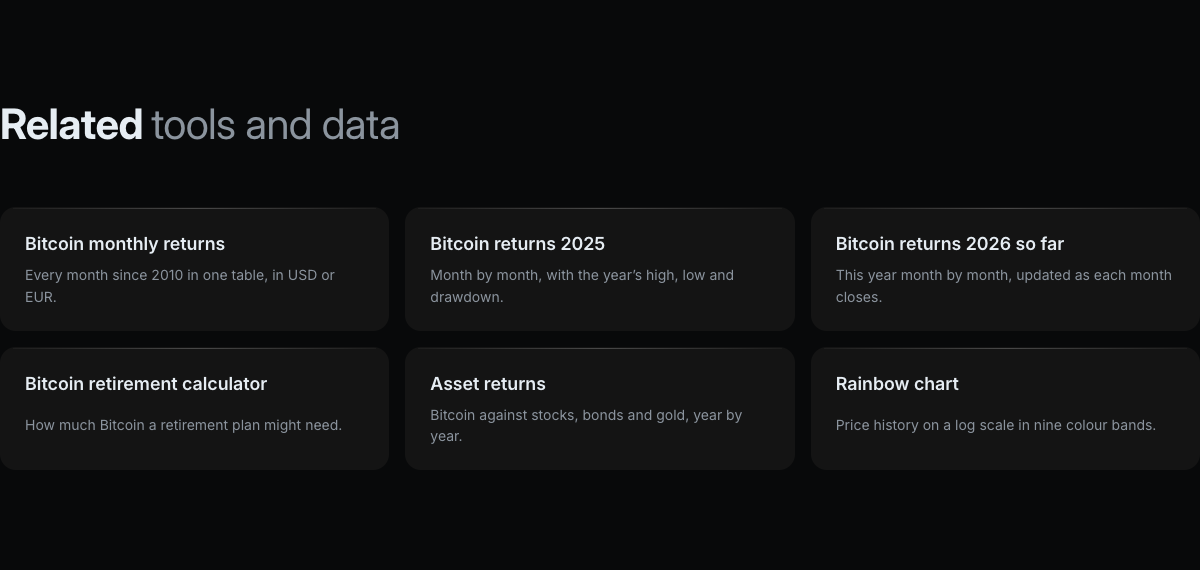 Related tools and data
Bitcoin monthly returns
Every month since 2010 in one table, in USD or
EUR.
Bitcoin returns 2025
Month by month, with the year’s high, low and
drawdown.
Bitcoin returns 2026 so far
This year month by month, updated as each month
closes.
Bitcoin retirement calculator
How much Bitcoin a retirement plan might need.
Asset returns
Bitcoin against stocks, bonds and gold, year by
year.
Rainbow chart
Price history on a log scale in nine colour bands.